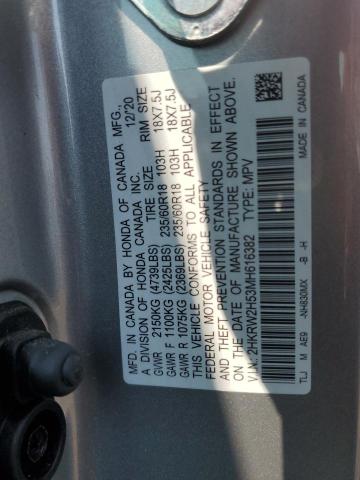 MFD. IN CANADA BY HONDA OF CANADA MFG.,
A DIVISION OF HONDA CANADA INC. 12/20
TIRE SIZE RIM SIZE
GVWR 2150KG (4739LBS)
GAWR F 1100KG (2425LBS) 235/60R18 103H 18X7.5J
GAWR R 1075KG (2369LBS) 235/60R18 103H 18X7.5J
THIS VEHICLE CONFORMS TO ALL APPLICABLE
FEDERAL MOTOR VEHICLE SAFETY
AND THEFT PREVENTION STANDARDS IN EFFECT
ON THE DATE OF MANUFACTURE SHOWN ABOVE.
V.I.N.: 2HKRW2H53MH616382 TYPE: MPV
TLJ M AE9 -NH830MX -B -H
MADE IN CANADA